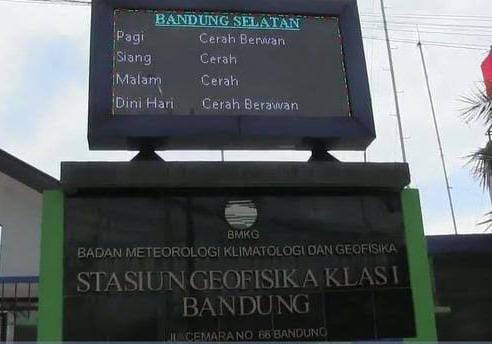 BANDUNG SELATAN
Pagi Cerah Berwan
Siang Cerah
Malam Cerah
Dini Hari Cerah Berawan
BMKG
BADAN METEOROLOGI KLIMATOLOGI DAN GEOFISIKA
STASIUN GEOFISIKA KLAS I
BANDUNG
JL. CEMARA NO. 66 BANDUNG